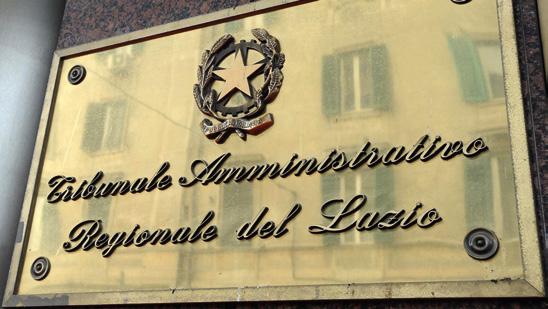 Tribunale Amministrativo
Regionale del Lazio